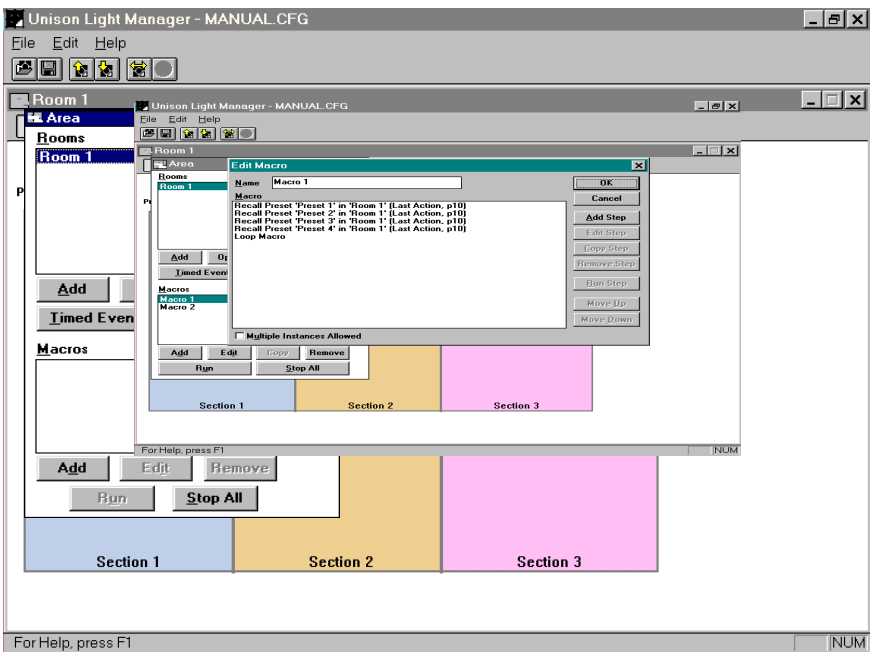 Unison Light Manager - MANUAL.CFG
File Edit Help
Room 1
Area
Rooms
Room 1
Add
Timed Even
Macros
Add Edit Remove
Run Stop All
Section 1 Section 2 Section 3
For Help, press F1 NUM
Unison Light Manager - MANUAL.CFG
File Edit Help
Room 1
Area
Rooms
Room 1
Add Op
Timed Event
Macros
Macro 1
Macro 2
Add Edit Copy Remove
Run Stop All
Section 1 Section 2 Section 3
For Help, press F1 NUM
Edit Macro
Name Macro 1
Macro
Recall Preset 'Preset 1' in 'Room 1' (Last Action, p10)
Recall Preset 'Preset 2' in 'Room 1' (Last Action, p10)
Recall Preset 'Preset 3' in 'Room 1' (Last Action, p10)
Recall Preset 'Preset 4' in 'Room 1' (Last Action, p10)
Loop Macro
Multiple Instances Allowed
OK
Cancel
Add Step
Edit Step
Copy Step
Remove Step
Run Step
Move Up
Move Down